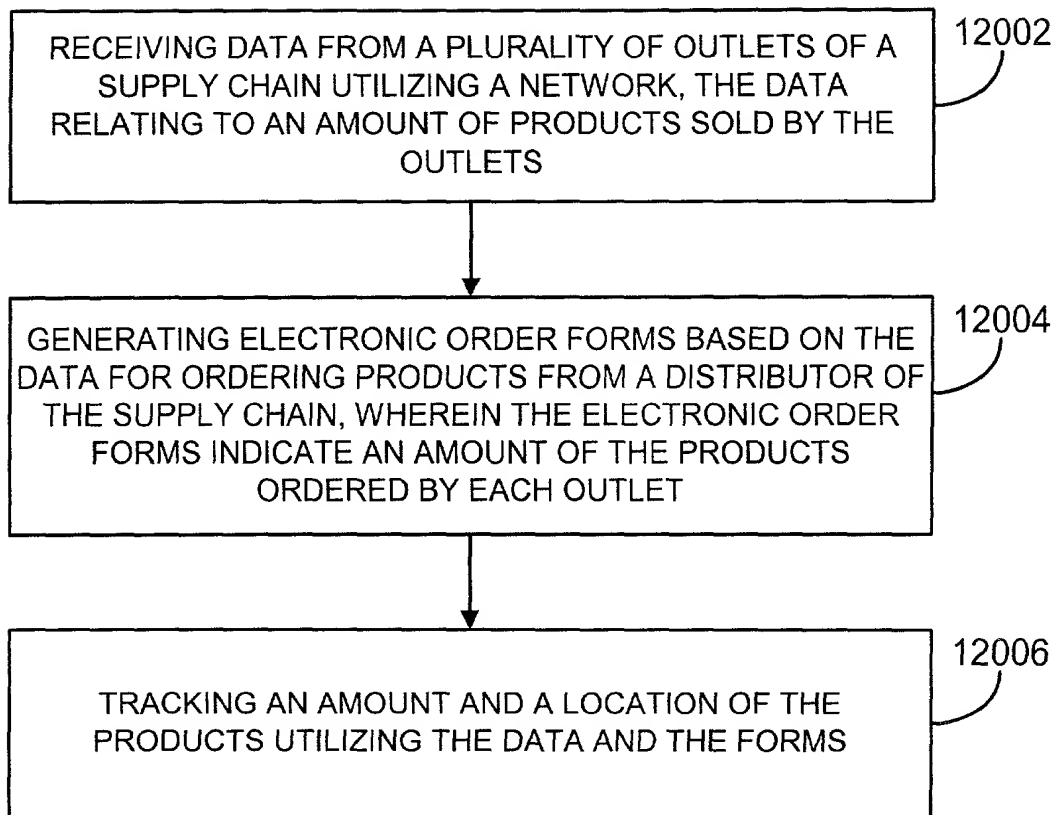 RECEIVING DATA FROM A PLURALITY OF OUTLETS OF A
SUPPLY CHAIN UTILIZING A NETWORK, THE DATA
RELATING TO AN AMOUNT OF PRODUCTS SOLD BY THE
OUTLETS
12002
GENERATING ELECTRONIC ORDER FORMS BASED ON THE
DATA FOR ORDERING PRODUCTS FROM A DISTRIBUTOR OF
THE SUPPLY CHAIN, WHEREIN THE ELECTRONIC ORDER
FORMS INDICATE AN AMOUNT OF THE PRODUCTS
ORDERED BY EACH OUTLET
12004
TRACKING AN AMOUNT AND A LOCATION OF THE
PRODUCTS UTILIZING THE DATA AND THE FORMS
12006